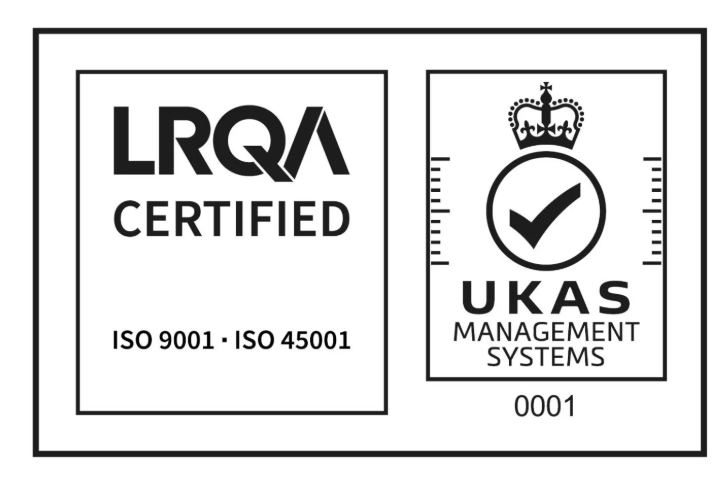 LRQA
CERTIFIED
ISO 9001 · ISO 45001
UKAS
MANAGEMENT
SYSTEMS
0001